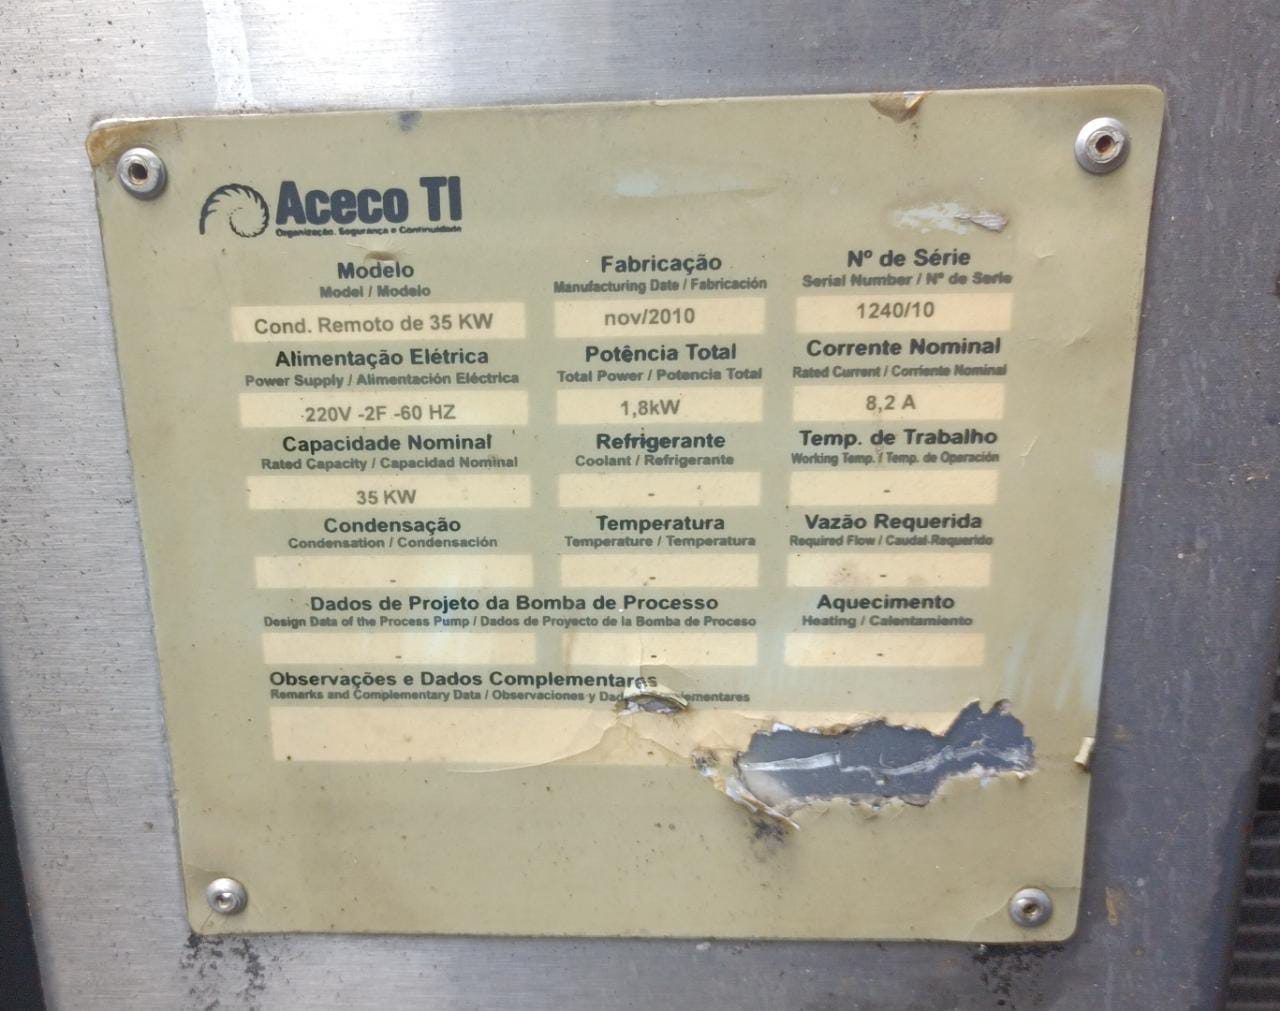 Aceco TI
Organização, Segurança e Continuidade
Modelo
Model / Modelo
Cond. Remoto de 35 KW
Fabricação
Manufacturing Date / Fabricación
nov/2010
Nº de Série
Serial Number / Nº de Serie
1240/10
Alimentação Elétrica
Power Supply / Alimentación Eléctrica
220V -2F -60 HZ
Potência Total
Total Power / Potencia Total
1,8kW
Corrente Nominal
Rated Current / Corriente Nominal
8,2 A
Capacidade Nominal
Rated Capacity / Capacidad Nominal
35 KW
Refrigerante
Coolant / Refrigerante
-
Temp. de Trabalho
Working Temp. / Temp. de Operación
-
Condensação
Condensation / Condensación
-
Temperatura
Temperature / Temperatura
-
Vazão Requerida
Required Flow / Caudal Requerido
-
Dados de Projeto da Bomba de Processo
Design Data of the Process Pump / Dados de Proyecto de la Bomba de Proceso
-
-
Aquecimento
Heating / Calentamiento
-
Observações e Dados Complementares
Remarks and Complementary Data / Observaciones y